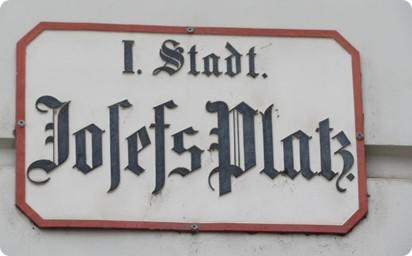 I. Stadt.
Josefs Platz.